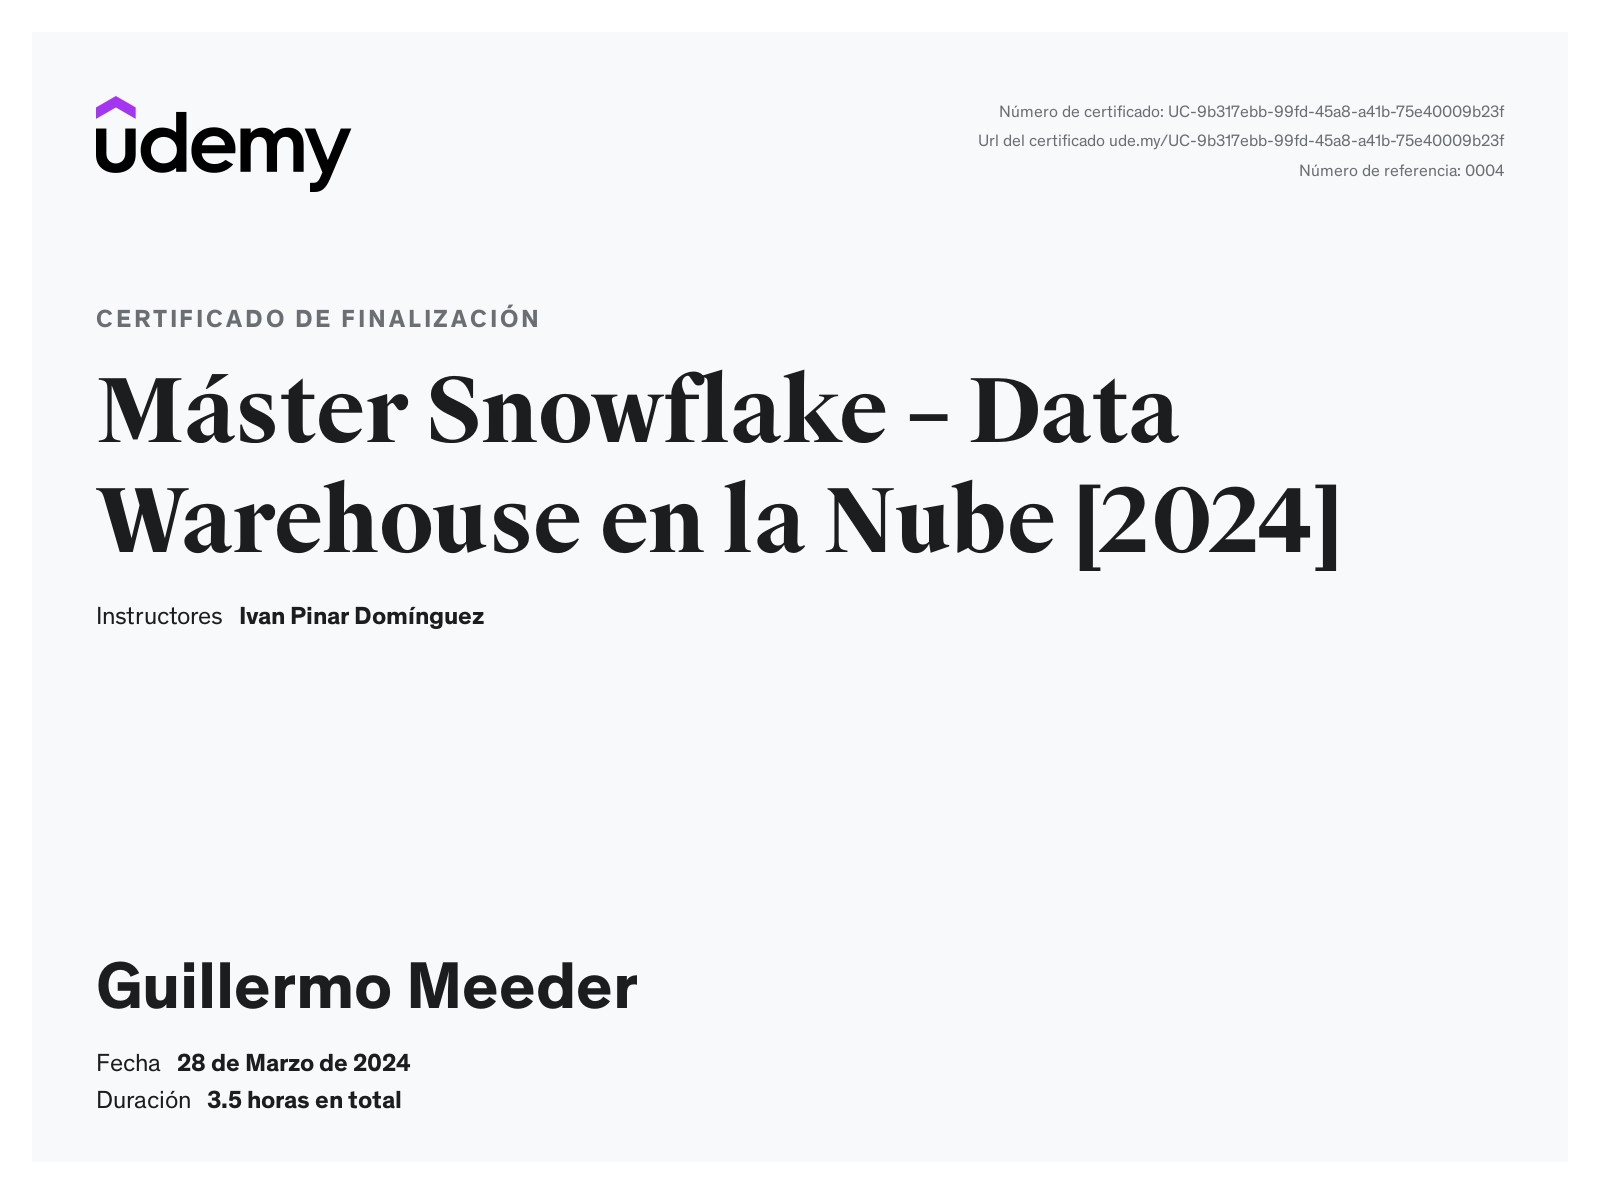 udemy
Número de certificado: UC-9b317ebb-99fd-45a8-a41b-75e40009b23f
Url del certificado ude.my/UC-9b317ebb-99fd-45a8-a41b-75e40009b23f
Número de referencia: 0004
CERTIFICADO DE FINALIZACIÓN
Máster Snowflake – Data
Warehouse en la Nube [2024]
Instructores Ivan Pinar Domínguez
Guillermo Meeder
Fecha 28 de Marzo de 2024
Duración 3.5 horas en total